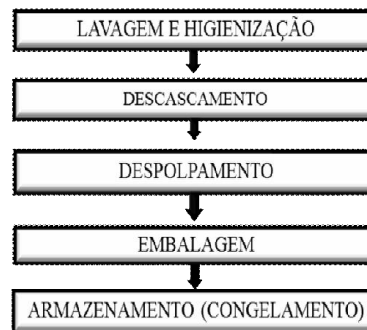 LAVAGEM E HIGIENIZAÇÃO
DESCASCAMENTO
DESPOLPAMENTO
EMBALAGEM
ARMAZENAMENTO (CONGELAMENTO)